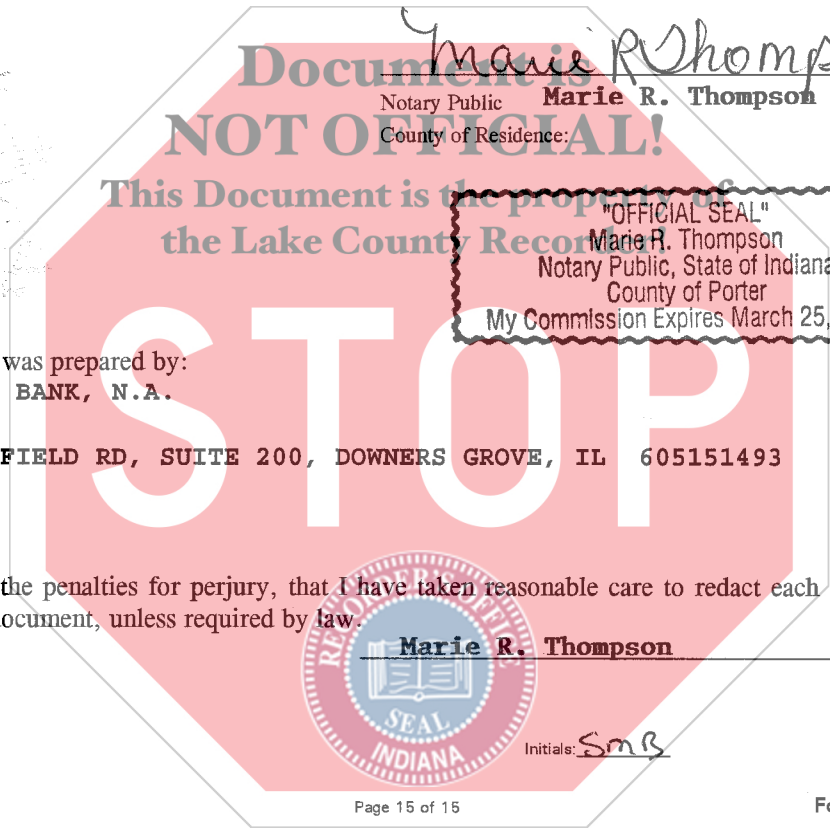 Marie R Thomp
Document is
Notary Public Marie R. Thompson
NOT OFFICIAL!
County of Residence:
This Document is the property of
the Lake County Recorder!
"OFFICIAL SEAL"
Marie R. Thompson
Notary Public, State of Indiana
County of Porter
My Commission Expires March 25,
STOP
was prepared by:
BANK, N.A.
FIELD RD, SUITE 200, DOWNERS GROVE, IL 605151493
the penalties for perjury, that I have taken reasonable care to redact each
ocument, unless required by law.
Marie R. Thompson
RECORDER'S OFFICE
SEAL
INDIANA
Initials: SMB
Page 15 of 15
Fo